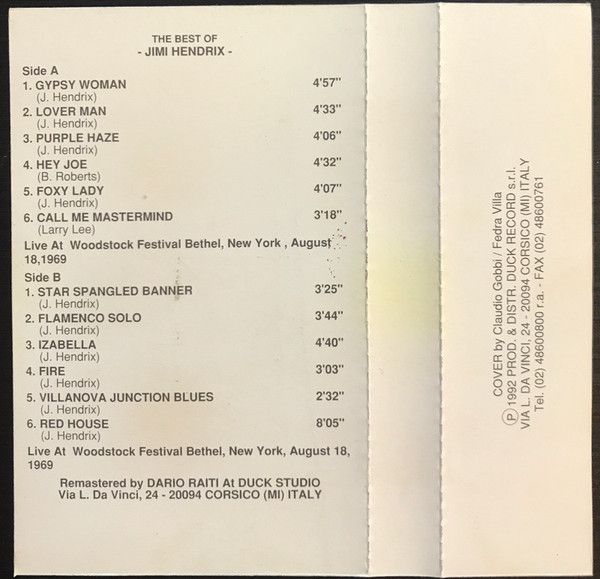 THE BEST OF
- JIMI HENDRIX -
Side A
1. GYPSY WOMAN 4'57"
(J. Hendrix)
2. LOVER MAN 4'33"
(J. Hendrix)
3. PURPLE HAZE 4'06"
(J. Hendrix)
4. HEY JOE 4'32"
(B. Roberts)
5. FOXY LADY 4'07"
(J. Hendrix)
6. CALL ME MASTERMIND 3'18"
(Larry Lee)
Live At Woodstock Festival Bethel, New York , August
18,1969
Side B
1. STAR SPANGLED BANNER 3'25"
(J. Hendrix)
2. FLAMENCO SOLO 3'44"
(J. Hendrix)
3. IZABELLA 4'40"
(J. Hendrix)
4. FIRE 3'03"
(J. Hendrix)
5. VILLANOVA JUNCTION BLUES 2'32"
(J. Hendrix)
6. RED HOUSE 8'05"
(J. Hendrix)
Live At Woodstock Festival Bethel, New York, August 18,
1969
Remastered by DARIO RAITI At DUCK STUDIO
Via L. Da Vinci, 24 - 20094 CORSICO (MI) ITALY
COVER by Claudio Gobbi / Fedra Villa
Ⓟ 1992 PROD. & DISTR. DUCK RECORD s.r.l.
VIA L. DA VINCI, 24 - 20094 CORSICO (MI) ITALY
Tel. (02) 48600800 r.a. - FAX (02) 48600761